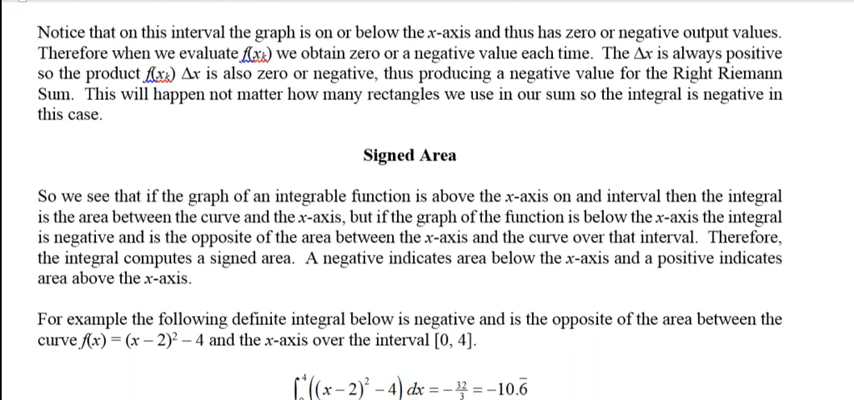 Notice that on this interval the graph is on or below the x-axis and thus has zero or negative output values.
Therefore when we evaluate f(xₖ) we obtain zero or a negative value each time. The Δx is always positive
so the product f(xₖ) Δx is also zero or negative, thus producing a negative value for the Right Riemann
Sum. This will happen not matter how many rectangles we use in our sum so the integral is negative in
this case.
Signed Area
So we see that if the graph of an integrable function is above the x-axis on and interval then the integral
is the area between the curve and the x-axis, but if the graph of the function is below the x-axis the integral
is negative and is the opposite of the area between the x-axis and the curve over that interval. Therefore,
the integral computes a signed area. A negative indicates area below the x-axis and a positive indicates
area above the x-axis.
For example the following definite integral below is negative and is the opposite of the area between the
curve f(x) = (x – 2)² – 4 and the x-axis over the interval [0, 4].
∫₀⁴((x – 2)² – 4) dx = – 32/3 = –10.6̅